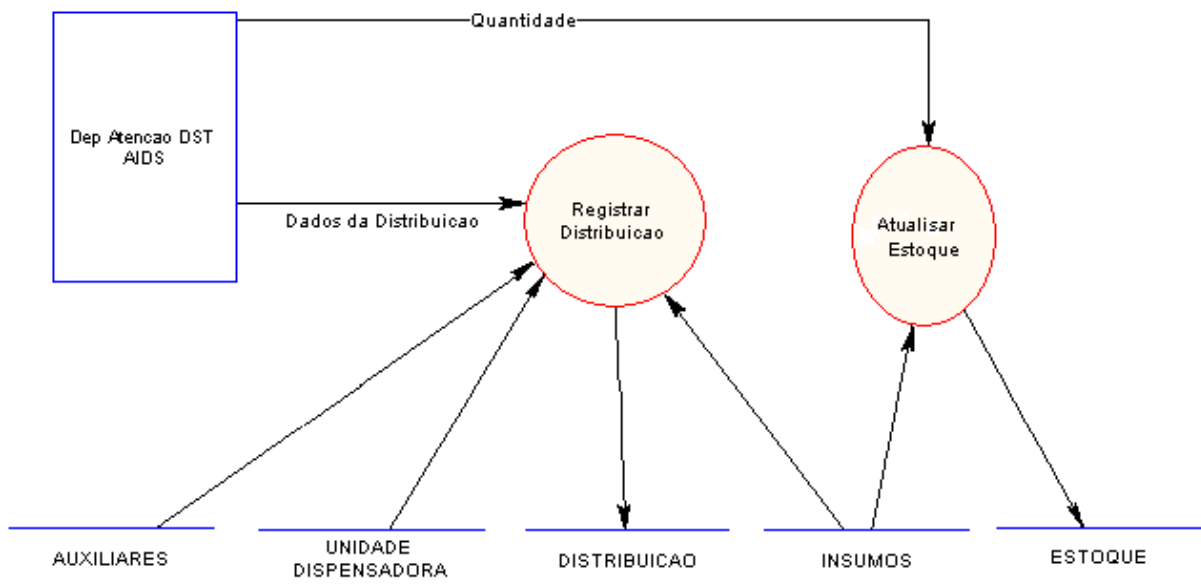 Quantidade
Dep Atencao DST
AIDS
Dados da Distribuicao
Registrar
Distribuicao
Atualisar
Estoque
AUXILIARES
UNIDADE
DISPENSADORA
DISTRIBUICAO
INSUMOS
ESTOQUE